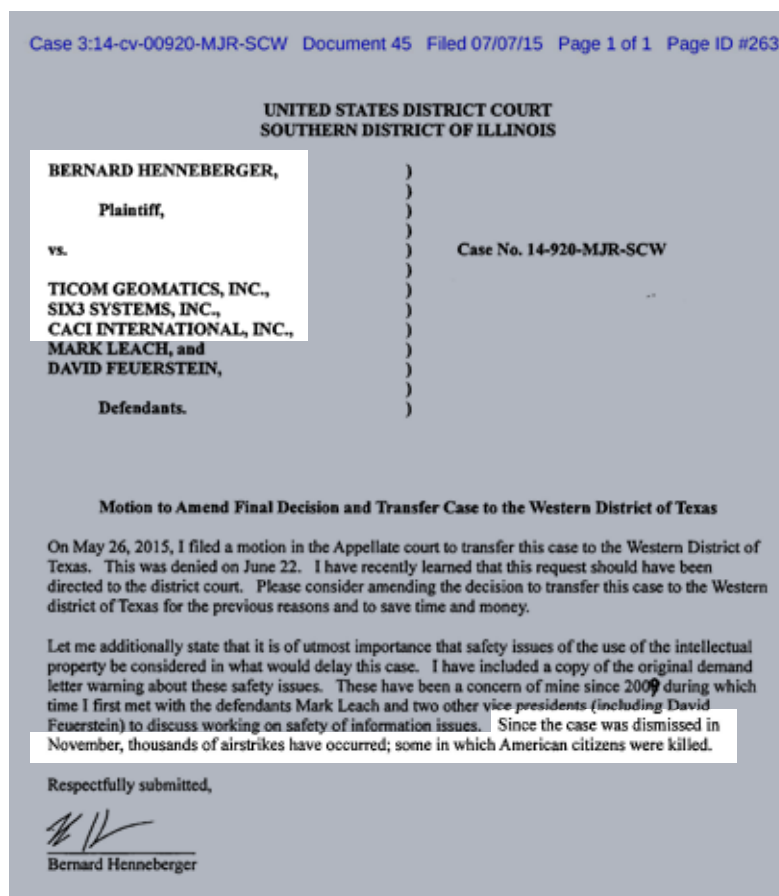 Case 3:14-cv-00920-MJR-SCW Document 45 Filed 07/07/15 Page 1 of 1 Page ID #263
UNITED STATES DISTRICT COURT
SOUTHERN DISTRICT OF ILLINOIS
BERNARD HENNEBERGER, )
)
Plaintiff, )
)
vs. ) Case No. 14-920-MJR-SCW
)
TICOM GEOMATICS, INC., )
SIX3 SYSTEMS, INC., )
CACI INTERNATIONAL, INC., )
MARK LEACH, and )
DAVID FEUERSTEIN, )
)
Defendants. )
Motion to Amend Final Decision and Transfer Case to the Western District of Texas
On May 26, 2015, I filed a motion in the Appellate court to transfer this case to the Western District of
Texas. This was denied on June 22. I have recently learned that this request should have been
directed to the district court. Please consider amending the decision to transfer this case to the Western
district of Texas for the previous reasons and to save time and money.
Let me additionally state that it is of utmost importance that safety issues of the use of the intellectual
property be considered in what would delay this case. I have included a copy of the original demand
letter warning about these safety issues. These have been a concern of mine since 2009 during which
time I first met with the defendants Mark Leach and two other vice presidents (including David
Feuerstein) to discuss working on safety of information issues. Since the case was dismissed in
November, thousands of airstrikes have occurred; some in which American citizens were killed.
Respectfully submitted,
Bernard Henneberger